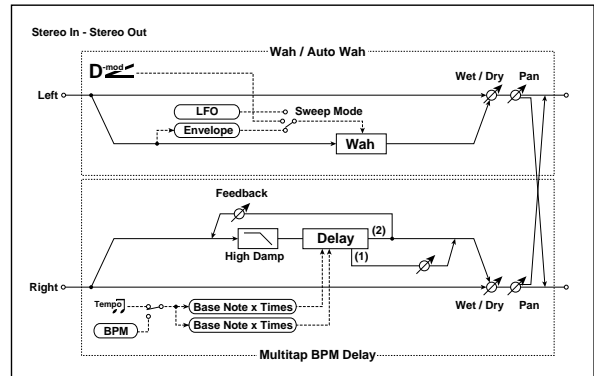 Stereo In - Stereo Out
Wah / Auto Wah
D-mod
Wet / Dry
Pan
Left
LFO
Sweep Mode
Envelope
Wah
Feedback
Delay
(2)
(1)
High Damp
Right
Tempo
Base Note x Times
BPM
Base Note x Times
Wet / Dry
Pan
Multitap BPM Delay